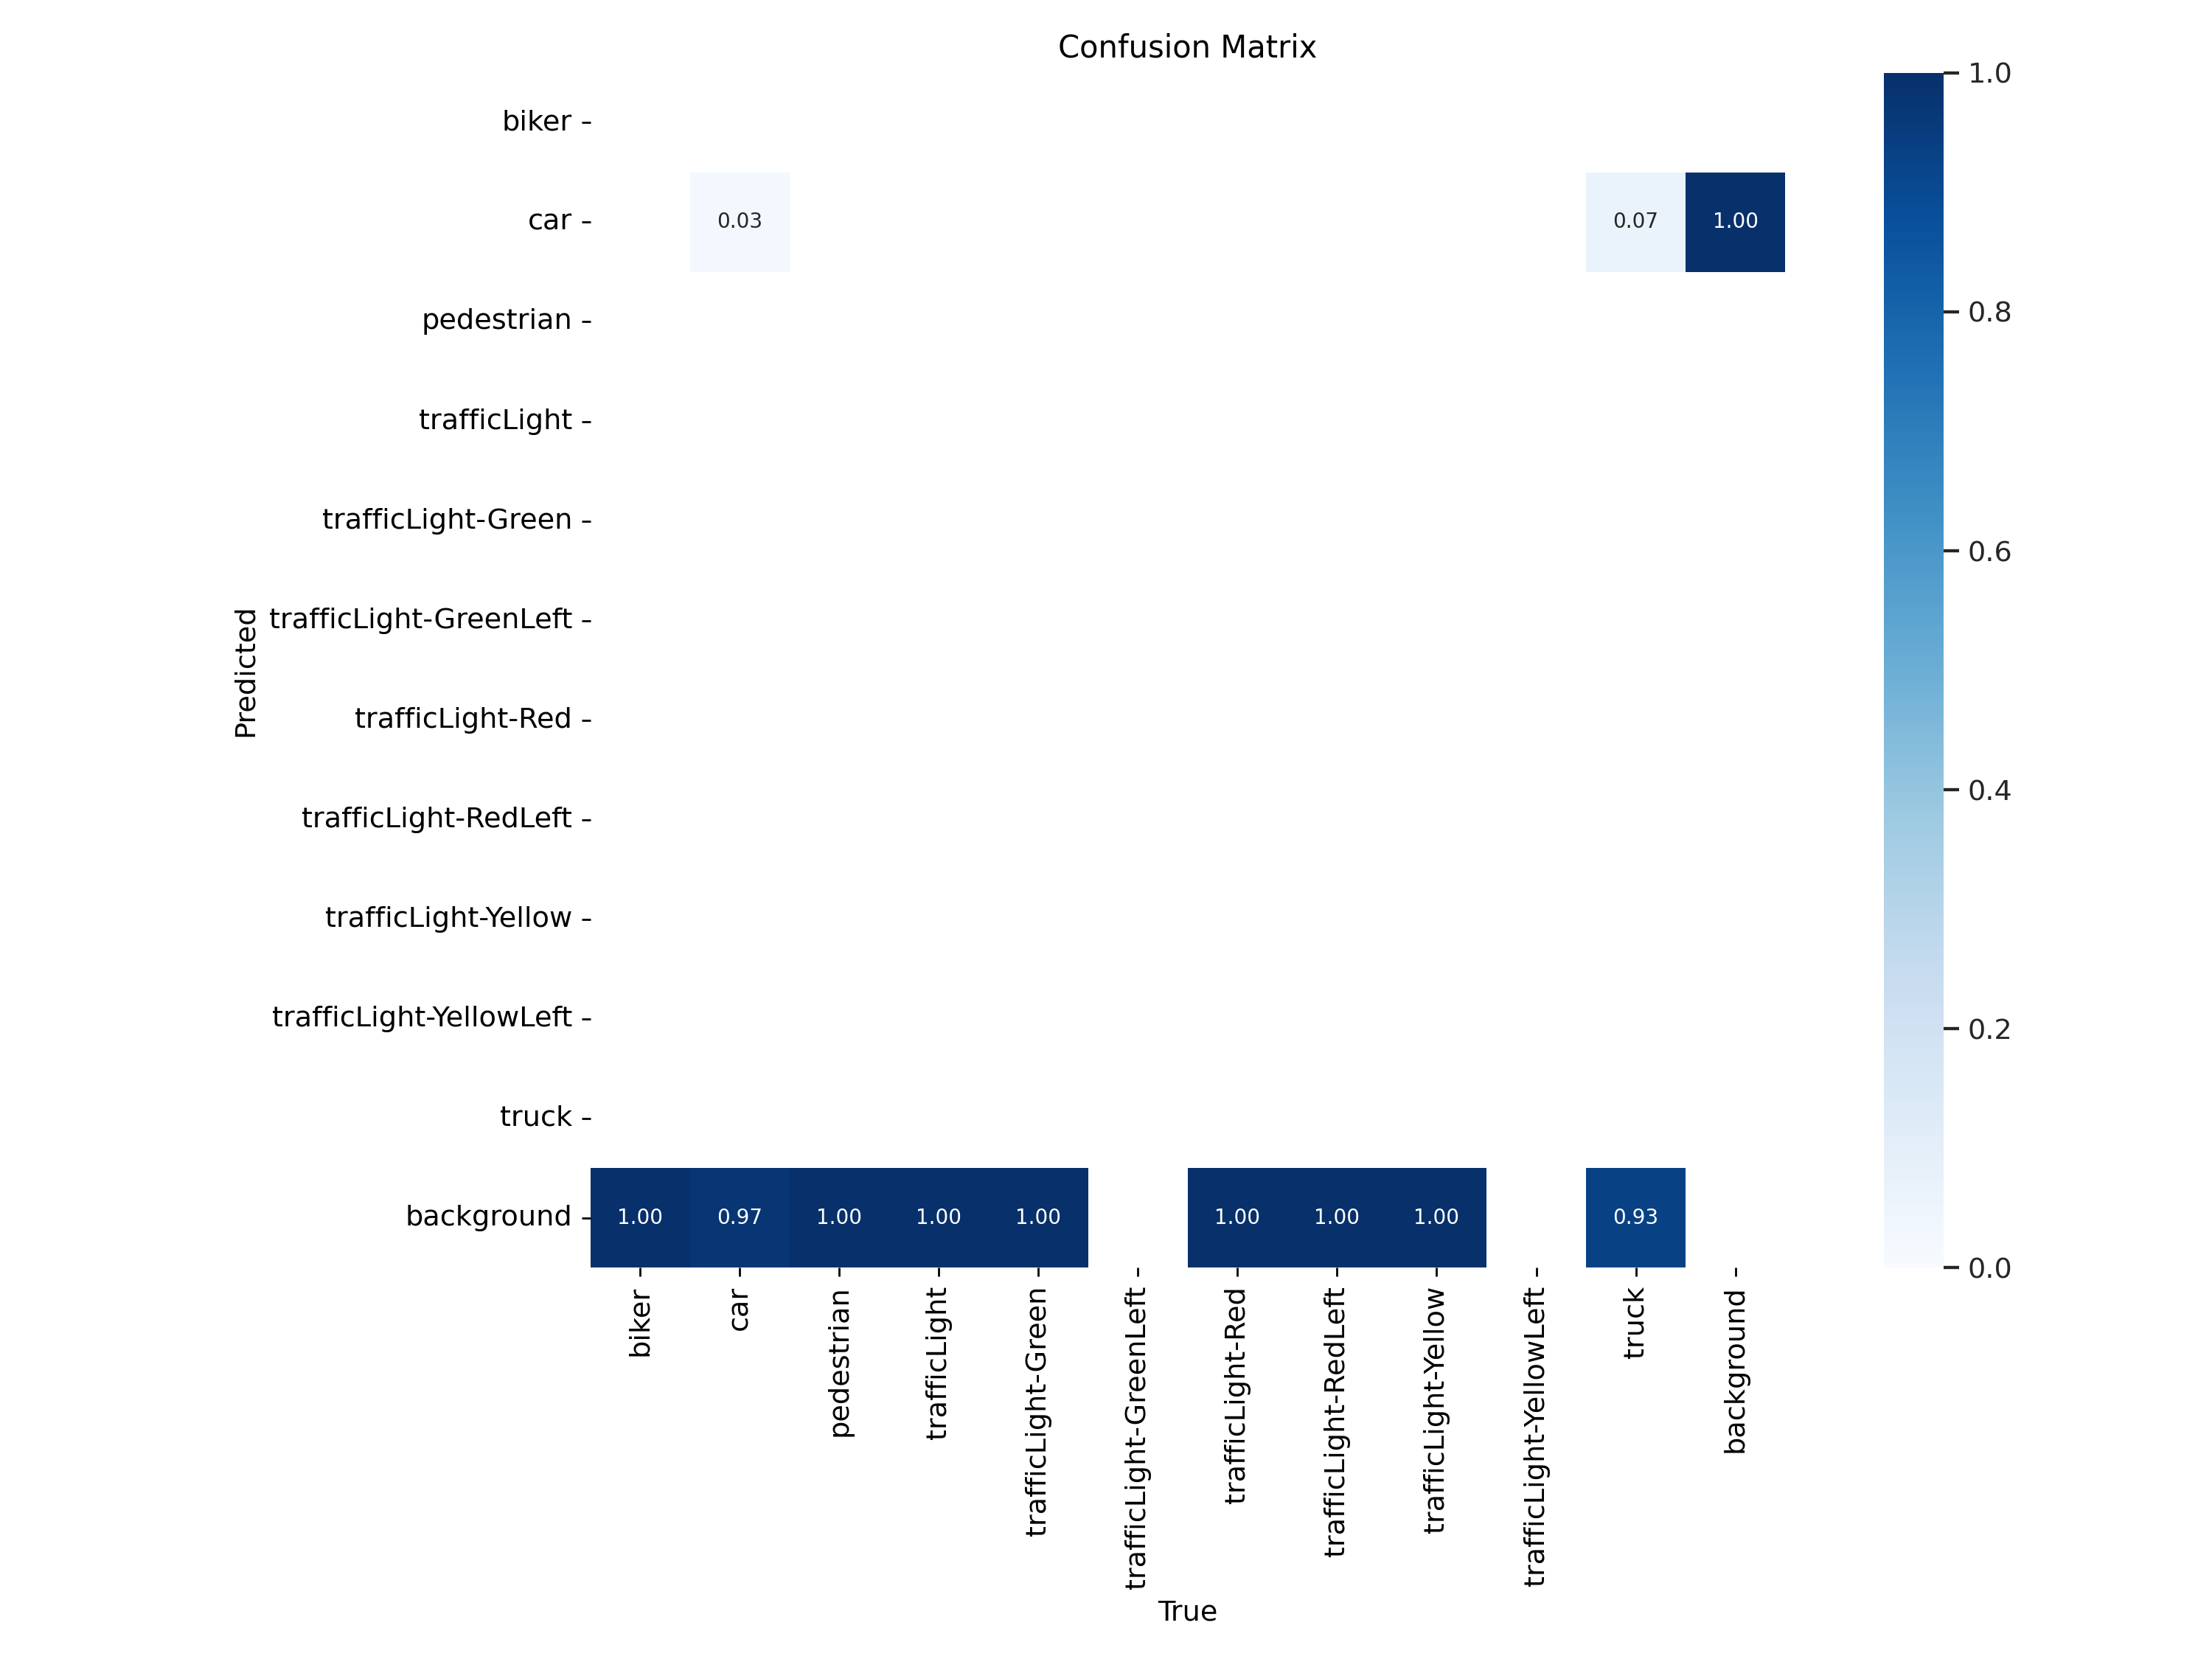 Confusion Matrix
biker
car
0.03
0.07
1.00
pedestrian
trafficLight
trafficLight-Green
trafficLight-GreenLeft
trafficLight-Red
trafficLight-RedLeft
trafficLight-Yellow
trafficLight-YellowLeft
truck
background
1.00
0.97
1.00
1.00
1.00
1.00
1.00
1.00
0.93
Predicted
biker
car
pedestrian
trafficLight
trafficLight-Green
trafficLight-GreenLeft
trafficLight-Red
trafficLight-RedLeft
trafficLight-Yellow
trafficLight-YellowLeft
truck
background
True
1.0
0.8
0.6
0.4
0.2
0.0